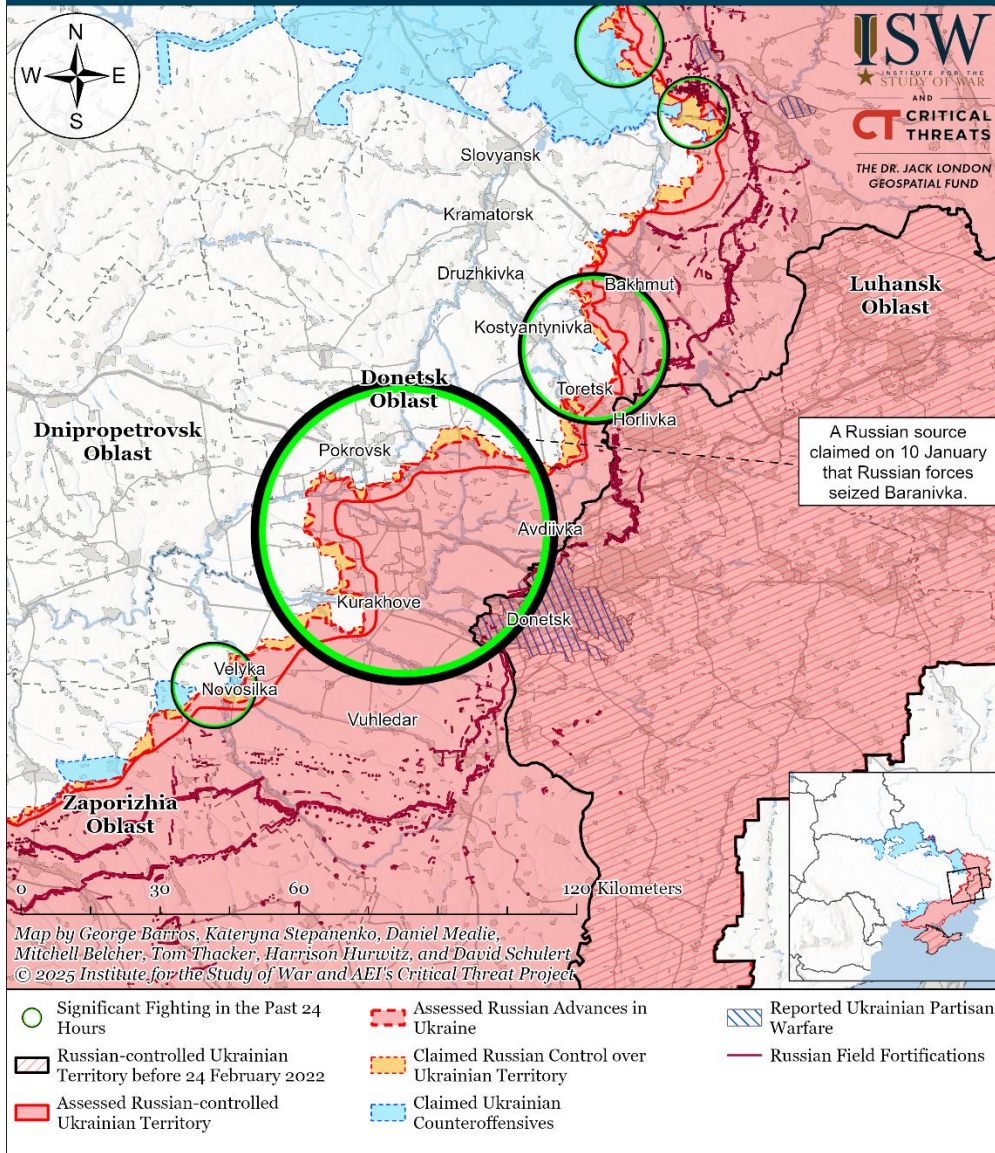 N
W
E
S
ISW
INSTITUTE FOR THE
STUDY OF WAR
AND
CT CRITICAL
THREATS
THE DR. JACK LONDON
GEOSPATIAL FUND
Slovyansk
Kramatorsk
Druzhkivka
Bakhmut
Luhansk
Oblast
Kostyantynivka
Donetsk
Oblast
Toretsk
Horlivka
Dnipropetrovsk
Oblast
Pokrovsk
A Russian source
claimed on 10 January
that Russian forces
seized Baranivka.
Avdiivka
Kurakhove
Donetsk
Velyka
Novosilka
Vuhledar
Zaporizhia
Oblast
0 30 60 120 Kilometers
Map by George Barros, Kateryna Stepanenko, Daniel Mealie,
Mitchell Belcher, Tom Thacker, Harrison Hurwitz, and David Schulert
© 2025 Institute for the Study of War and AEI's Critical Threat Project
Significant Fighting in the Past 24
Hours
Russian-controlled Ukrainian
Territory before 24 February 2022
Assessed Russian-controlled
Ukrainian Territory
Assessed Russian Advances in
Ukraine
Claimed Russian Control over
Ukrainian Territory
Claimed Ukrainian
Counteroffensives
Reported Ukrainian Partisan
Warfare
Russian Field Fortifications